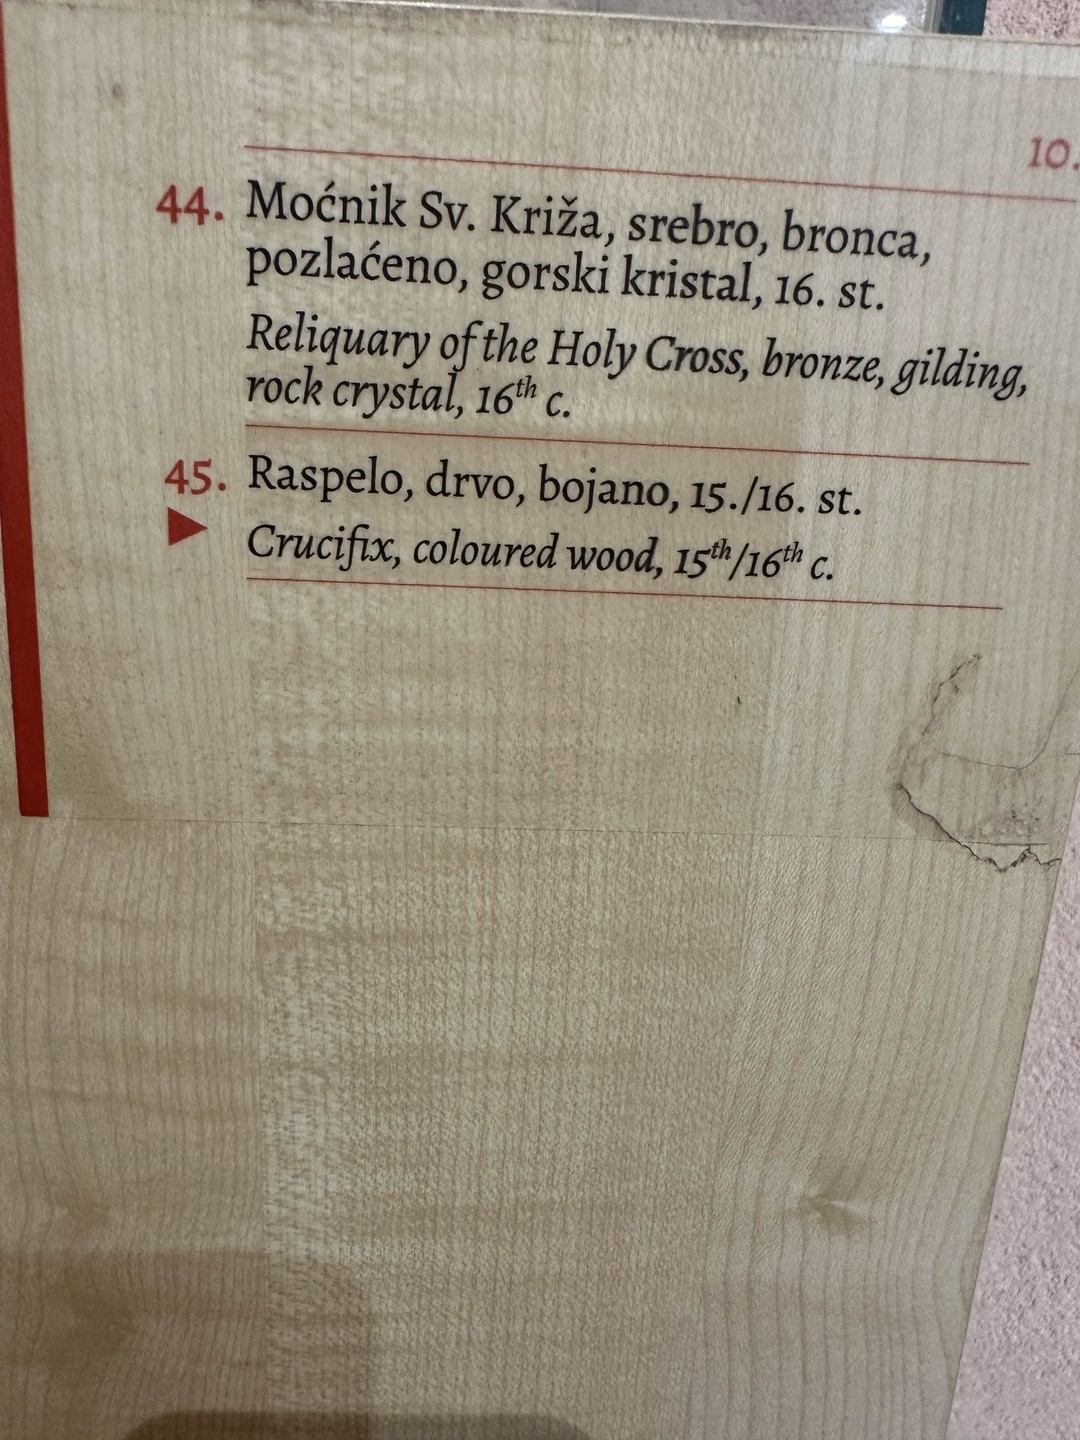 10.
44. Moćnik Sv. Križa, srebro, bronca,
pozlaćeno, gorski kristal, 16. st.
Reliquary of the Holy Cross, bronze, gilding,
rock crystal, 16th c.
45. Raspelo, drvo, bojano, 15./16. st.
Crucifix, coloured wood, 15th/16th c.